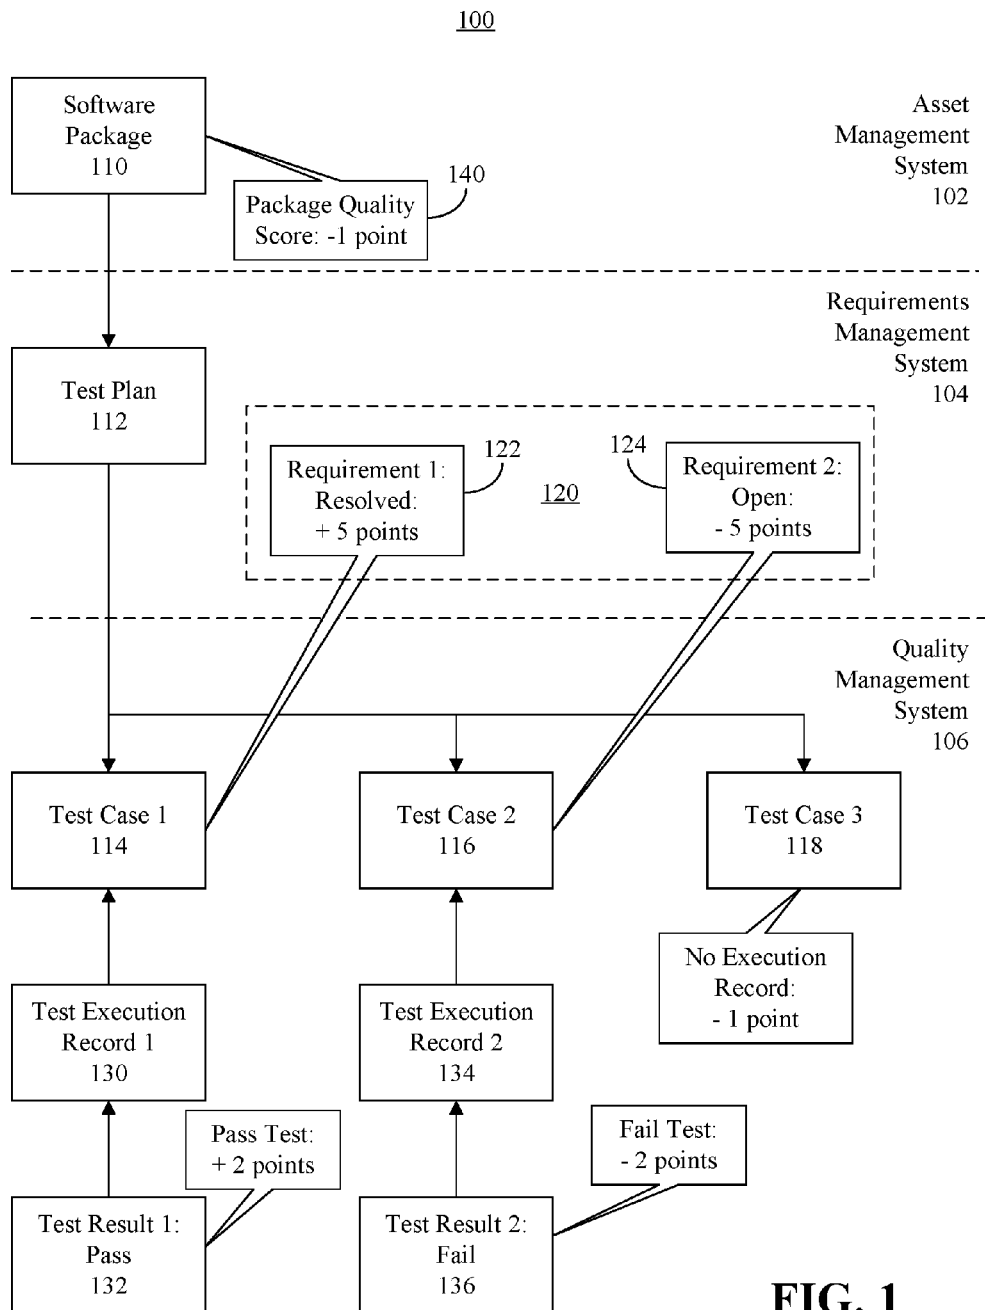 100
Software
Package
110
Asset
Management
System
102
140
Package Quality
Score: -1 point
Requirements
Management
System
104
Test Plan
112
Requirement 1:
Resolved:
+ 5 points
122
120
124
Requirement 2:
Open:
- 5 points
Quality
Management
System
106
Test Case 1
114
Test Case 2
116
Test Case 3
118
No Execution
Record:
- 1 point
Test Execution
Record 1
130
Test Execution
Record 2
134
Pass Test:
+ 2 points
Fail Test:
- 2 points
Test Result 1:
Pass
132
Test Result 2:
Fail
136
FIG. 1